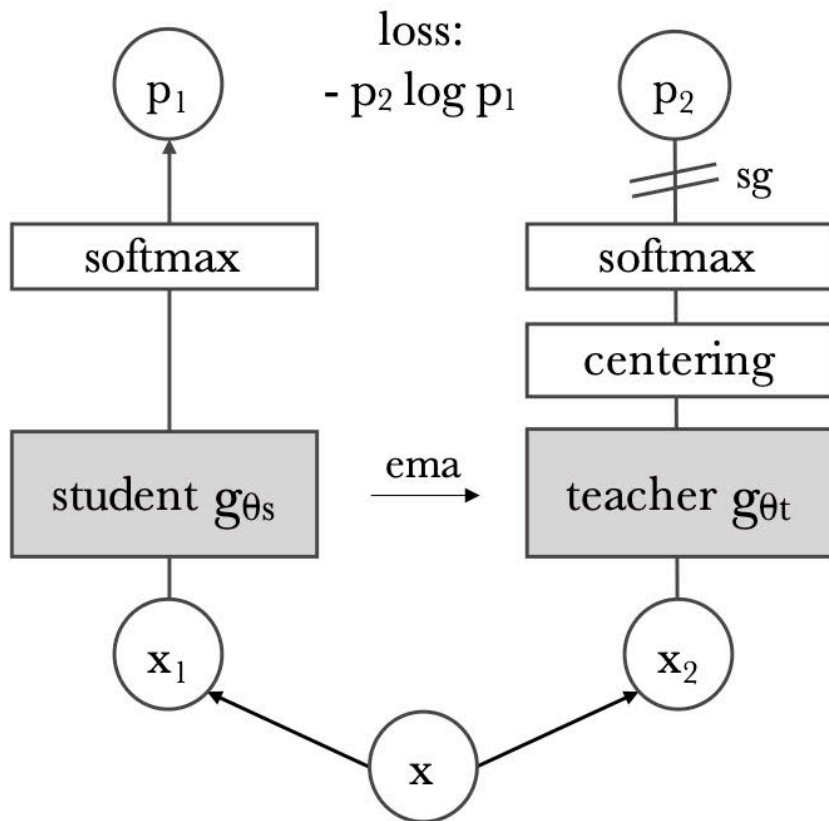 loss:
- p₂ log p₁
p₁
p₂
sg
softmax
softmax
centering
student gθs
ema
teacher gθt
x₁
x₂
x